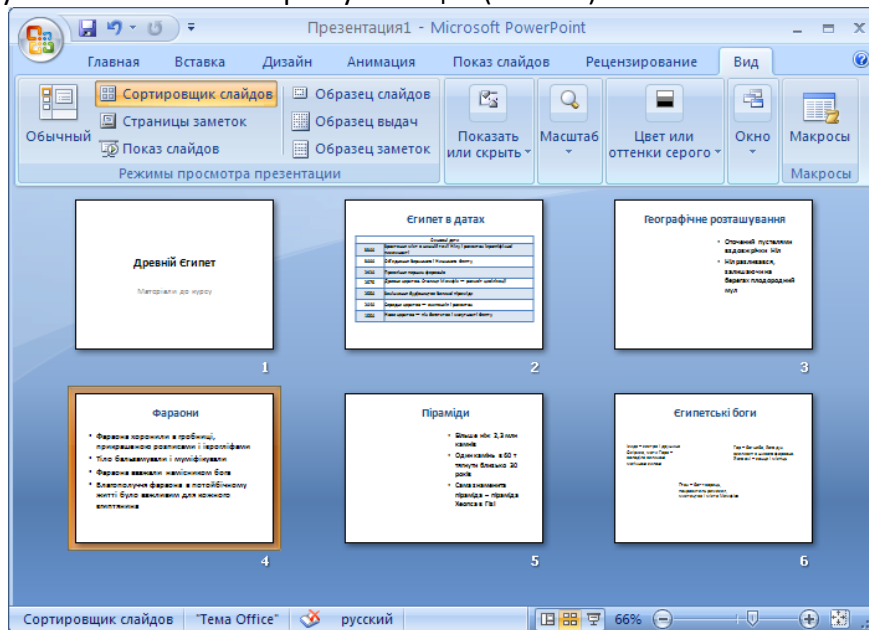 Презентация1 - Microsoft PowerPoint
Главная Вставка Дизайн Анимация Показ слайдов Рецензирование Вид
Обычный
Сортировщик слайдов
Страницы заметок
Показ слайдов
Образец слайдов
Образец выдач
Образец заметок
Показать или скрыть
Масштаб
Цвет или оттенки серого
Окно
Макросы
Режимы просмотра презентации
Макросы
Древній Єгипет
Матеріали до курсу
1
Єгипет в датах
Основні дати
2
Географічне розташування
• Оточений пустелями вздовж річки Ніл
• Ніл разливався, залишаючи на берегах плодородний мул
3
Фараони
• Фараона хоронили в гробниці,
прикрашеною розписами і ієрогліфами
• Тіло бальзамували і муміфікували
• Фараона вважали намісником бога
• Благополуччя фараона в потойбічному
житті було важливим для кожного
єгиптянина
4
Піраміди
• Більше ніж 2,3 млн
каменів
• Один камінь в 60 т
тягнути близько 30
років
• Сама знаменита
піраміда – піраміда
Хеопса в Гізі
5
Єгипетські боги
6
Сортировщик слайдов "Тема Office" русский 66%